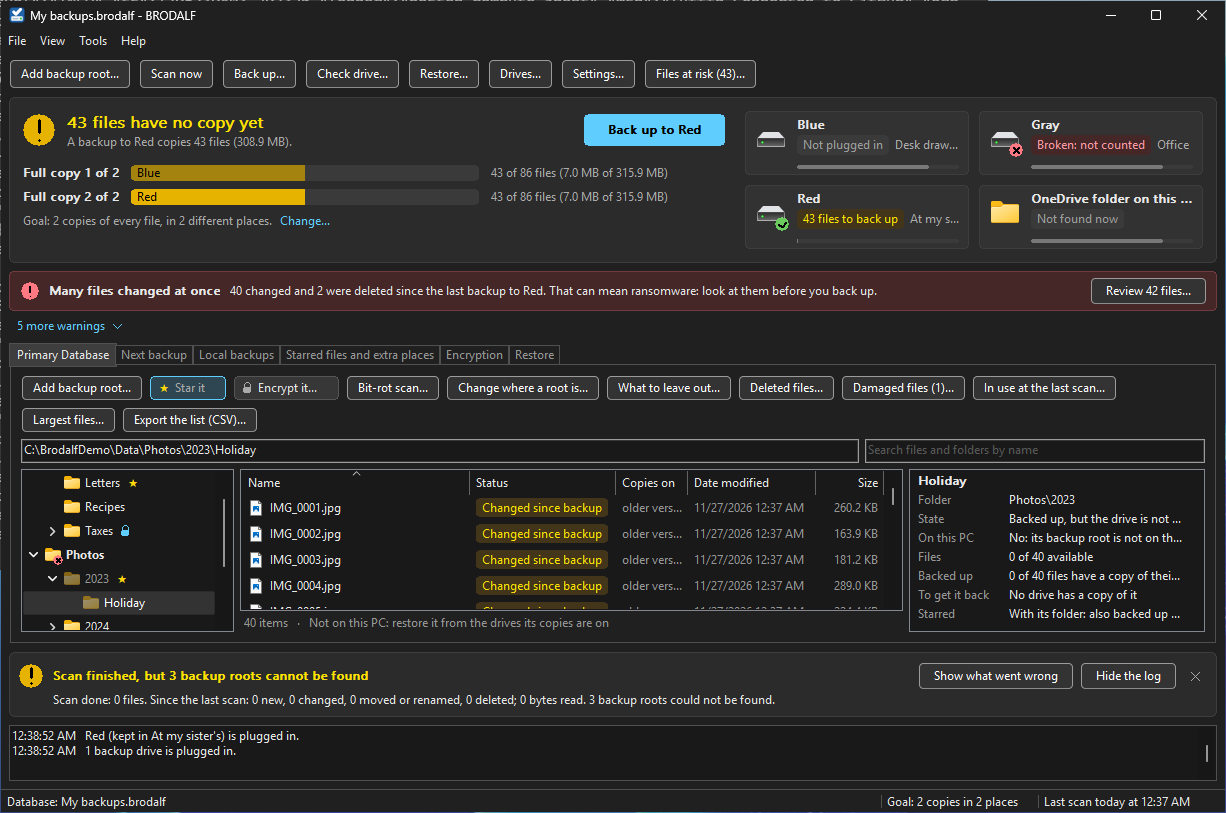 My backups.brodalf - BRODALF
File View Tools Help
Add backup root... Scan now Back up... Check drive... Restore... Drives... Settings... Files at risk (43)...
43 files have no copy yet
A backup to Red copies 43 files (308.9 MB).
Back up to Red
Full copy 1 of 2 Blue 43 of 86 files (7.0 MB of 315.9 MB)
Full copy 2 of 2 Red 43 of 86 files (7.0 MB of 315.9 MB)
Goal: 2 copies of every file, in 2 different places. Change...
Blue
Not plugged in Desk draw...
Gray
Broken: not counted Office
Red
43 files to back up At my s...
OneDrive folder on this ...
Not found now
Many files changed at once 40 changed and 2 were deleted since the last backup to Red. That can mean ransomware: look at them before you back up. Review 42 files...
5 more warnings
Primary Database Next backup Local backups Starred files and extra places Encryption Restore
Add backup root... Star it Encrypt it... Bit-rot scan... Change where a root is... What to leave out... Deleted files... Damaged files (1)... In use at the last scan...
Largest files... Export the list (CSV)...
C:\BrodalfDemo\Data\Photos\2023\Holiday Search files and folders by name
Letters
Recipes
Taxes
Photos
2023
Holiday
2024
Name Status Copies on Date modified Size
IMG_0001.jpg Changed since backup older vers... 11/27/2026 12:37 AM 260.2 KB
IMG_0002.jpg Changed since backup older vers... 11/27/2026 12:37 AM 163.9 KB
IMG_0003.jpg Changed since backup older vers... 11/27/2026 12:37 AM 181.2 KB
IMG_0004.jpg Changed since backup older vers... 11/27/2026 12:37 AM 289.0 KB
40 items · Not on this PC: restore it from the drives its copies are on
Holiday
Folder Photos\2023
State Backed up, but the drive is not ...
On this PC No: its backup root is not on th...
Files 0 of 40 available
Backed up 0 of 40 files have a copy of thei...
To get it back No drive has a copy of it
Starred With its folder: also backed up ...
Scan finished, but 3 backup roots cannot be found
Scan done: 0 files. Since the last scan: 0 new, 0 changed, 0 moved or renamed, 0 deleted; 0 bytes read. 3 backup roots could not be found.
Show what went wrong Hide the log
12:38:52 AM Red (kept in At my sister's) is plugged in.
12:38:52 AM 1 backup drive is plugged in.
Database: My backups.brodalf Goal: 2 copies in 2 places Last scan today at 12:37 AM